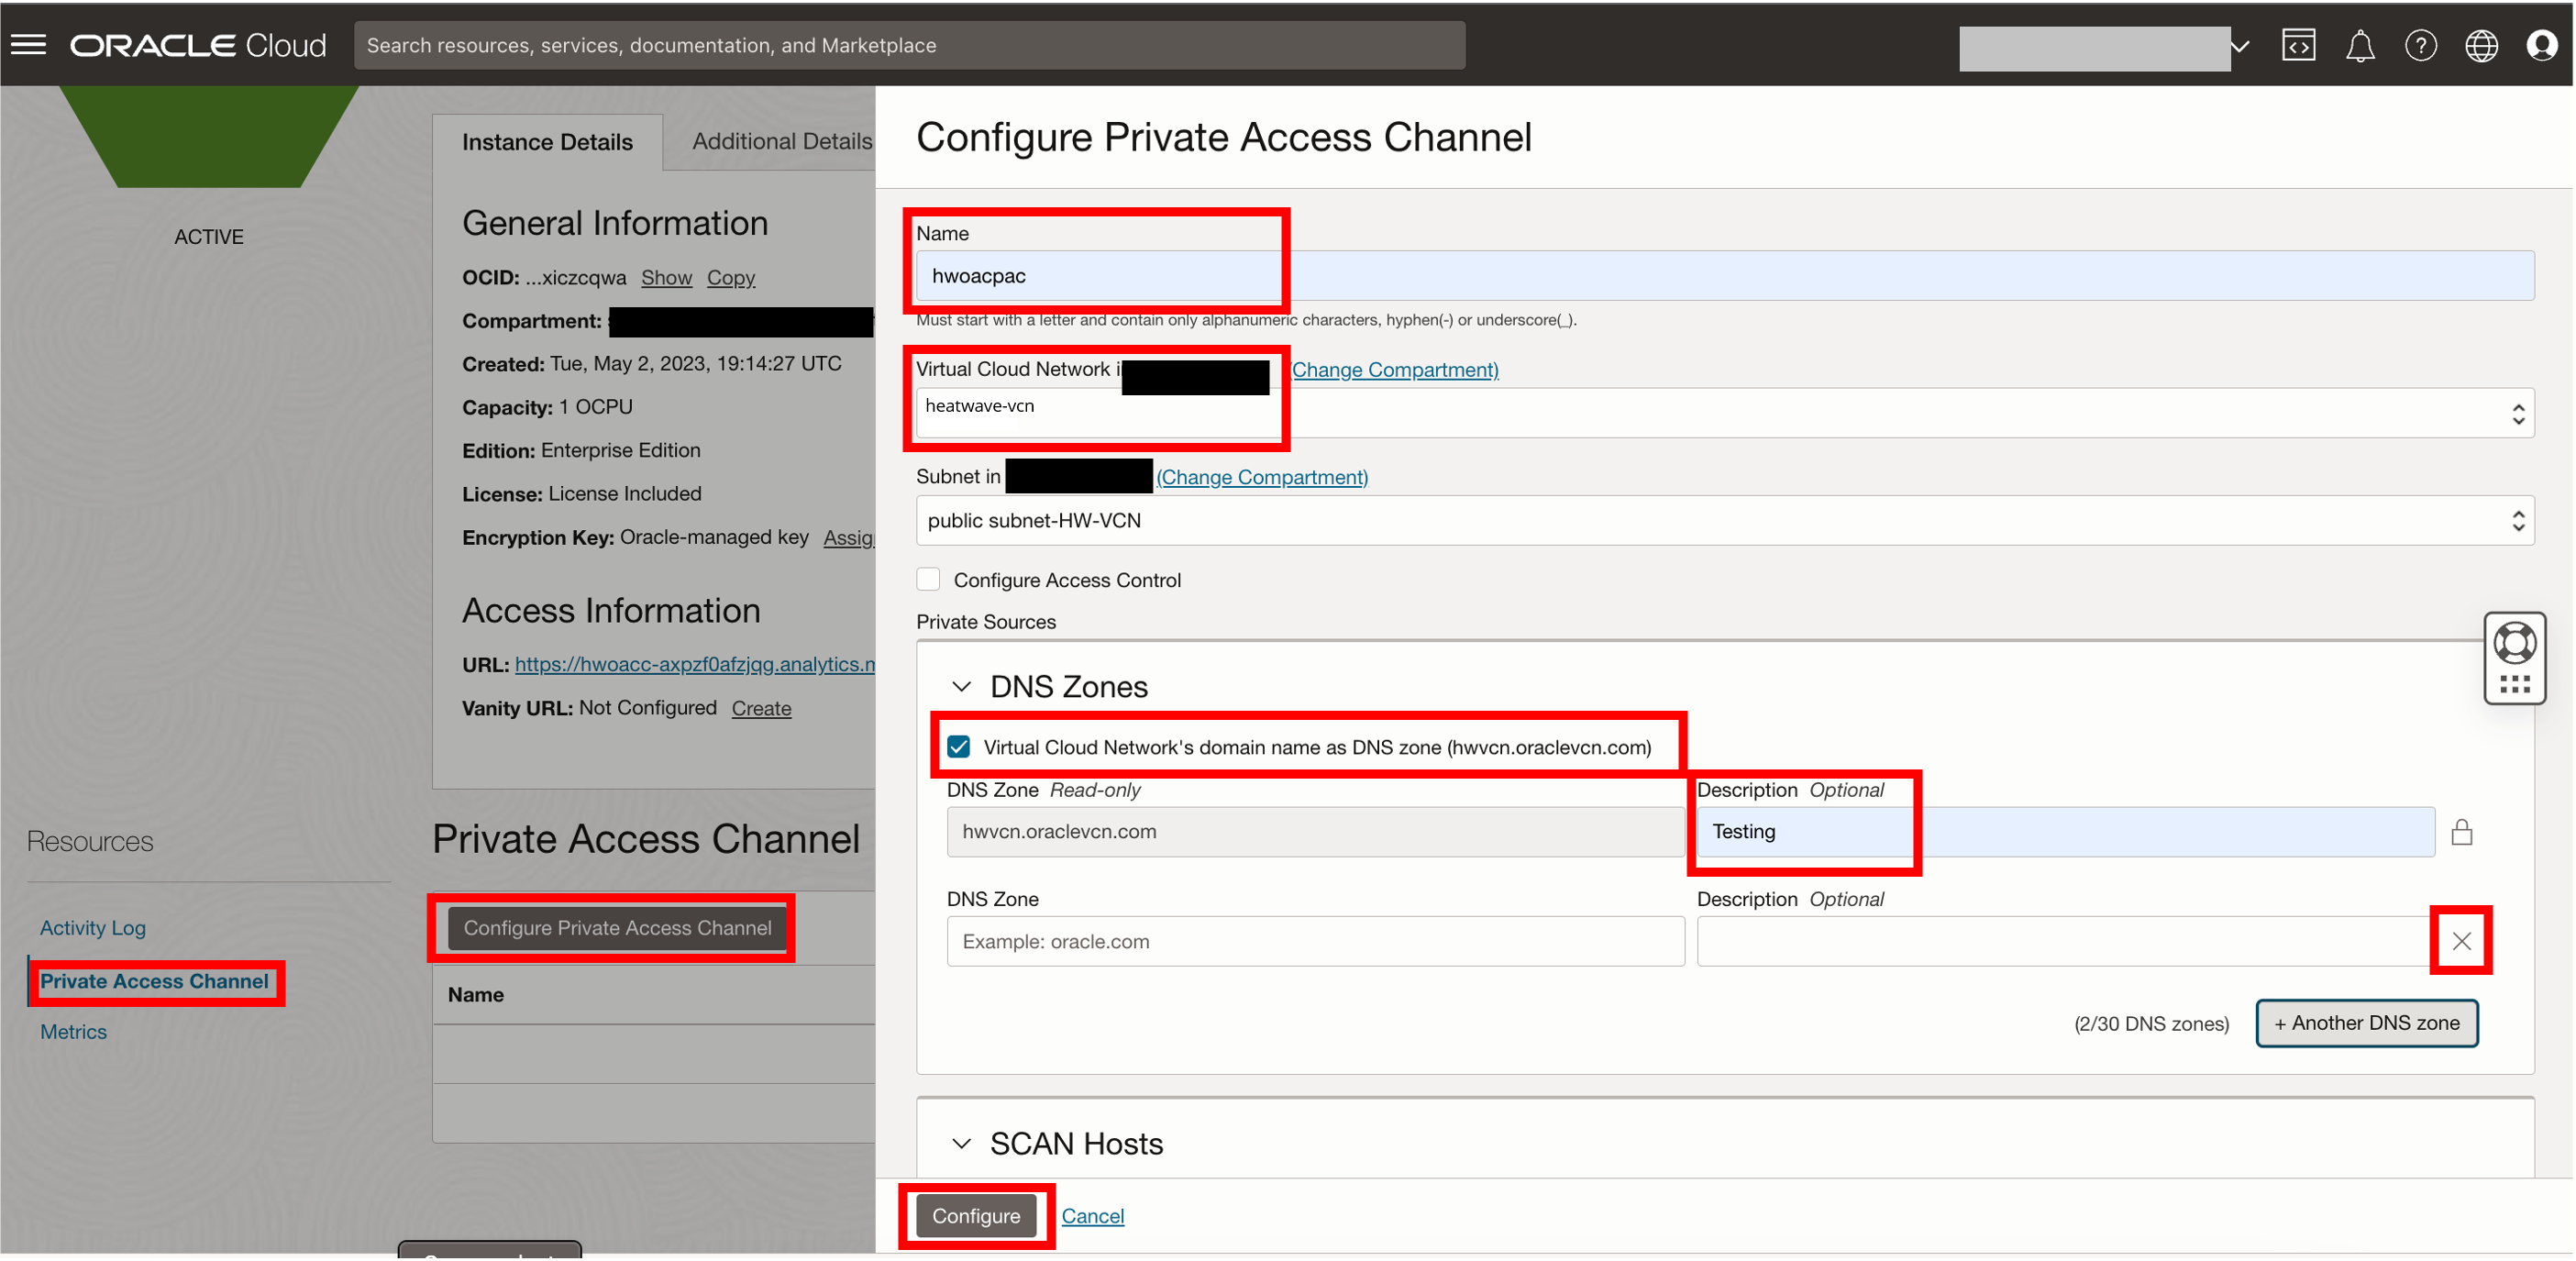 ORACLE Cloud
Search resources, services, documentation, and Marketplace
ACTIVE
Instance Details
Additional Details
General Information
OCID: ...xiczcqwa Show Copy
Compartment:
Created: Tue, May 2, 2023, 19:14:27 UTC
Capacity: 1 OCPU
Edition: Enterprise Edition
License: License Included
Encryption Key: Oracle-managed key Assig
Access Information
URL: https://hwoacc-axpzf0afzjqg.analytics.m
Vanity URL: Not Configured Create
Resources
Activity Log
Private Access Channel
Metrics
Private Access Channel
Configure Private Access Channel
Name
Configure Private Access Channel
Name
hwoacpac
Must start with a letter and contain only alphanumeric characters, hyphen(-) or underscore(_).
Virtual Cloud Network i (Change Compartment)
heatwave-vcn
Subnet in (Change Compartment)
public subnet-HW-VCN
Configure Access Control
Private Sources
DNS Zones
Virtual Cloud Network's domain name as DNS zone (hwvcn.oraclevcn.com)
DNS Zone Read-only
Description Optional
hwvcn.oraclevcn.com
Testing
DNS Zone
Description Optional
Example: oracle.com
(2/30 DNS zones)
+ Another DNS zone
SCAN Hosts
Configure
Cancel